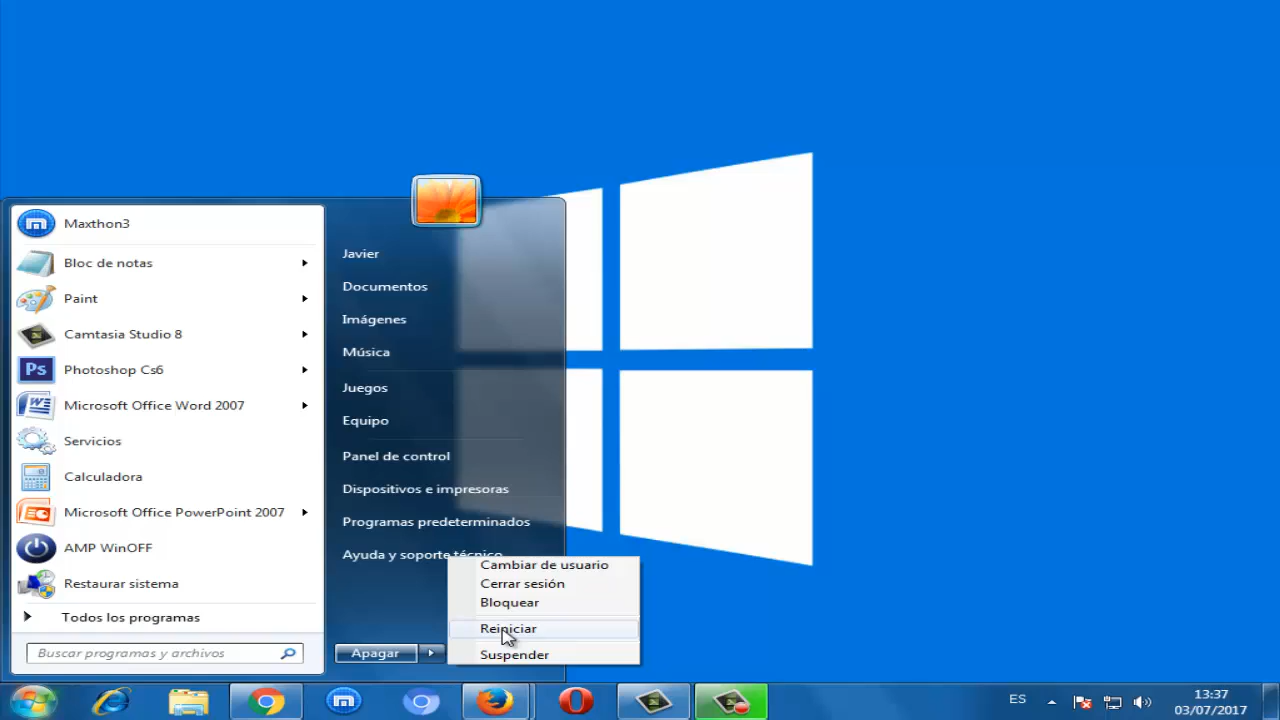 Maxthon3
Bloc de notas
Paint
Camtasia Studio 8
Ps
Photoshop Cs6
Microsoft Office Word 2007
Servicios
Calculadora
Microsoft Office PowerPoint 2007
AMP WinOFF
Restaurar sistema
Todos los programas
Buscar programas y archivos
Javier
Documentos
Imágenes
Música
Juegos
Equipo
Panel de control
Dispositivos e impresoras
Programas predeterminados
Ayuda y soporte técnico
Apagar
Cambiar de usuario
Cerrar sesión
Bloquear
Reiniciar
Suspender
ES
13:37
03/07/2017